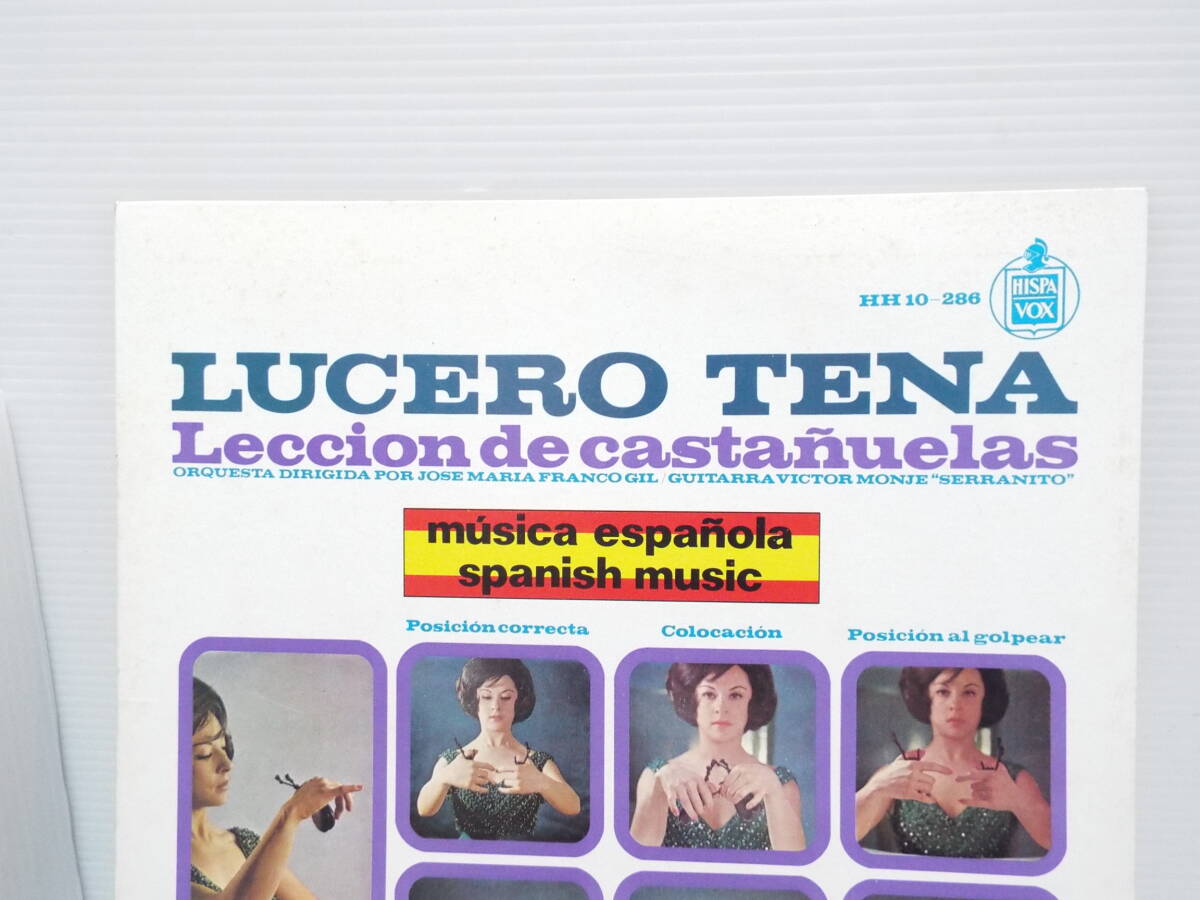 HH 10-286
HISPA
VOX
LUCERO TENA
Leccion de castañuelas
ORQUESTA DIRIGIDA POR JOSE MARIA FRANCO GIL / GUITARRA VICTOR MONJE "SERRANITO"
música española
spanish music
Posición correcta
Colocación
Posición al golpear